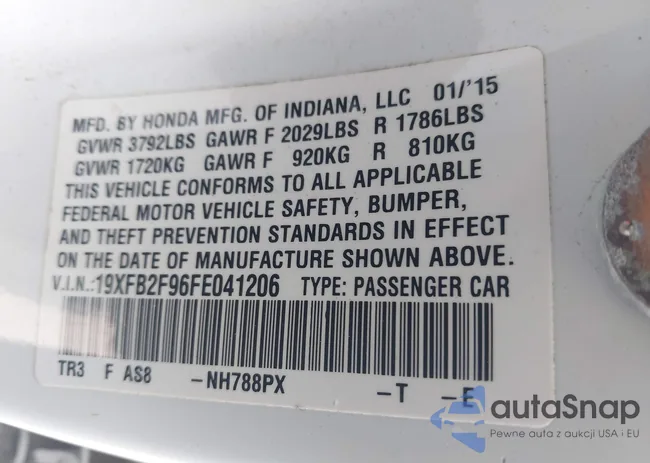 MFD. BY HONDA MFG. OF INDIANA, LLC 01/'15
GVWR 3792LBS GAWR F 2029LBS R 1786LBS
GVWR 1720KG GAWR F 920KG R 810KG
THIS VEHICLE CONFORMS TO ALL APPLICABLE
FEDERAL MOTOR VEHICLE SAFETY, BUMPER,
AND THEFT PREVENTION STANDARDS IN EFFECT
ON THE DATE OF MANUFACTURE SHOWN ABOVE.
V.I.N.:19XFB2F96FE041206 TYPE: PASSENGER CAR
TR3 F AS8 –NH788PX –T –E
autaSnap
Pewne auta z aukcji USA i EU